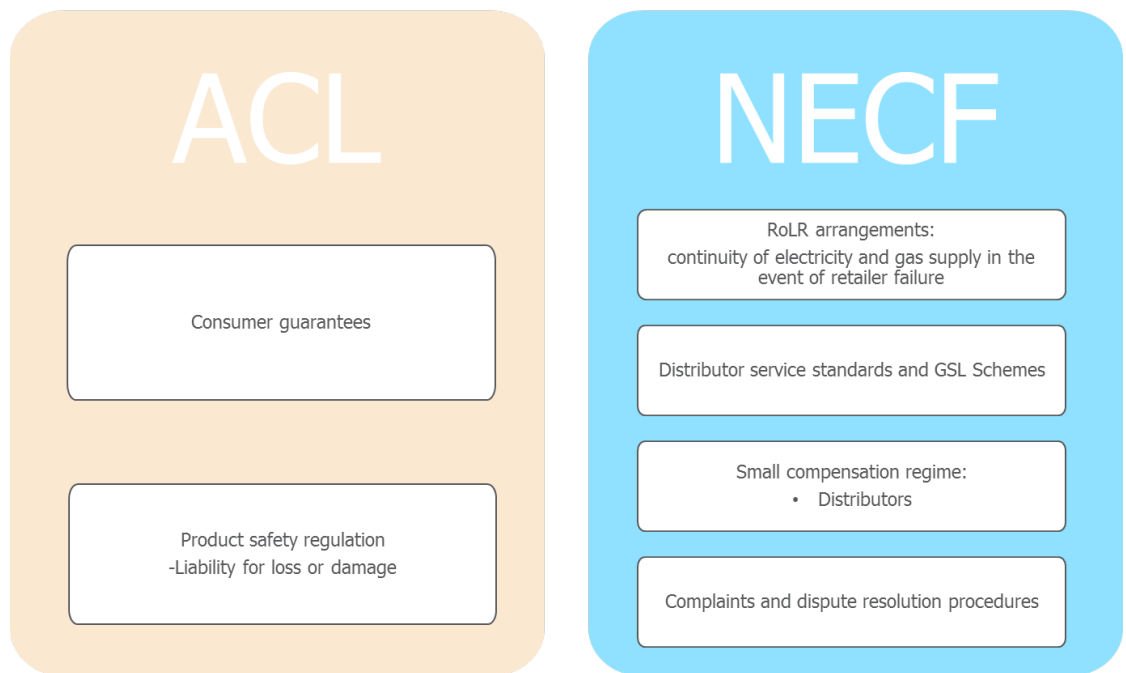 ACL
Consumer guarantees
Product safety regulation
-Liability for loss or damage
NECF
RoLR arrangements:
continuity of electricity and gas supply in the
event of retailer failure
Distributor service standards and GSL Schemes
Small compensation regime:
• Distributors
Complaints and dispute resolution procedures